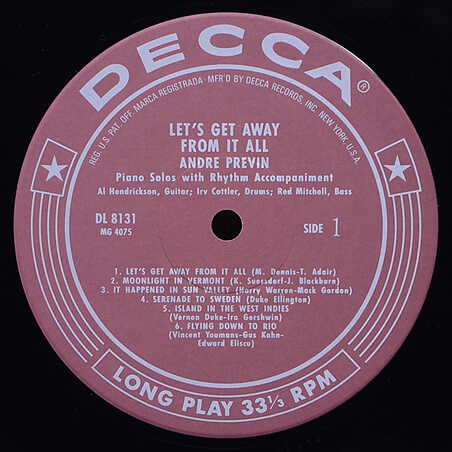 DECCA®
REG. U.S. PAT. OFF. MARCA REGISTRADA · MFR'D BY DECCA RECORDS, INC., NEW YORK, U.S.A.
LET'S GET AWAY
FROM IT ALL
ANDRE PREVIN
Piano Solos with Rhythm Accompaniment
Al Hendrickson, Guitar; Irv Cottler, Drums; Red Mitchell, Bass
DL 8131
MG 4075
SIDE 1
1. LET'S GET AWAY FROM IT ALL (M. Dennis-T. Adair)
2. MOONLIGHT IN VERMONT (K. Suessdorf-J. Blackburn)
3. IT HAPPENED IN SUN VALLEY (Harry Warren-Mack Gordon)
4. SERENADE TO SWEDEN (Duke Ellington)
5. ISLAND IN THE WEST INDIES
(Vernon Duke-Ira Gershwin)
6. FLYING DOWN TO RIO
(Vincent Youmans-Gus Kahn-
Edward Eliscu)
LONG PLAY 33⅓ RPM